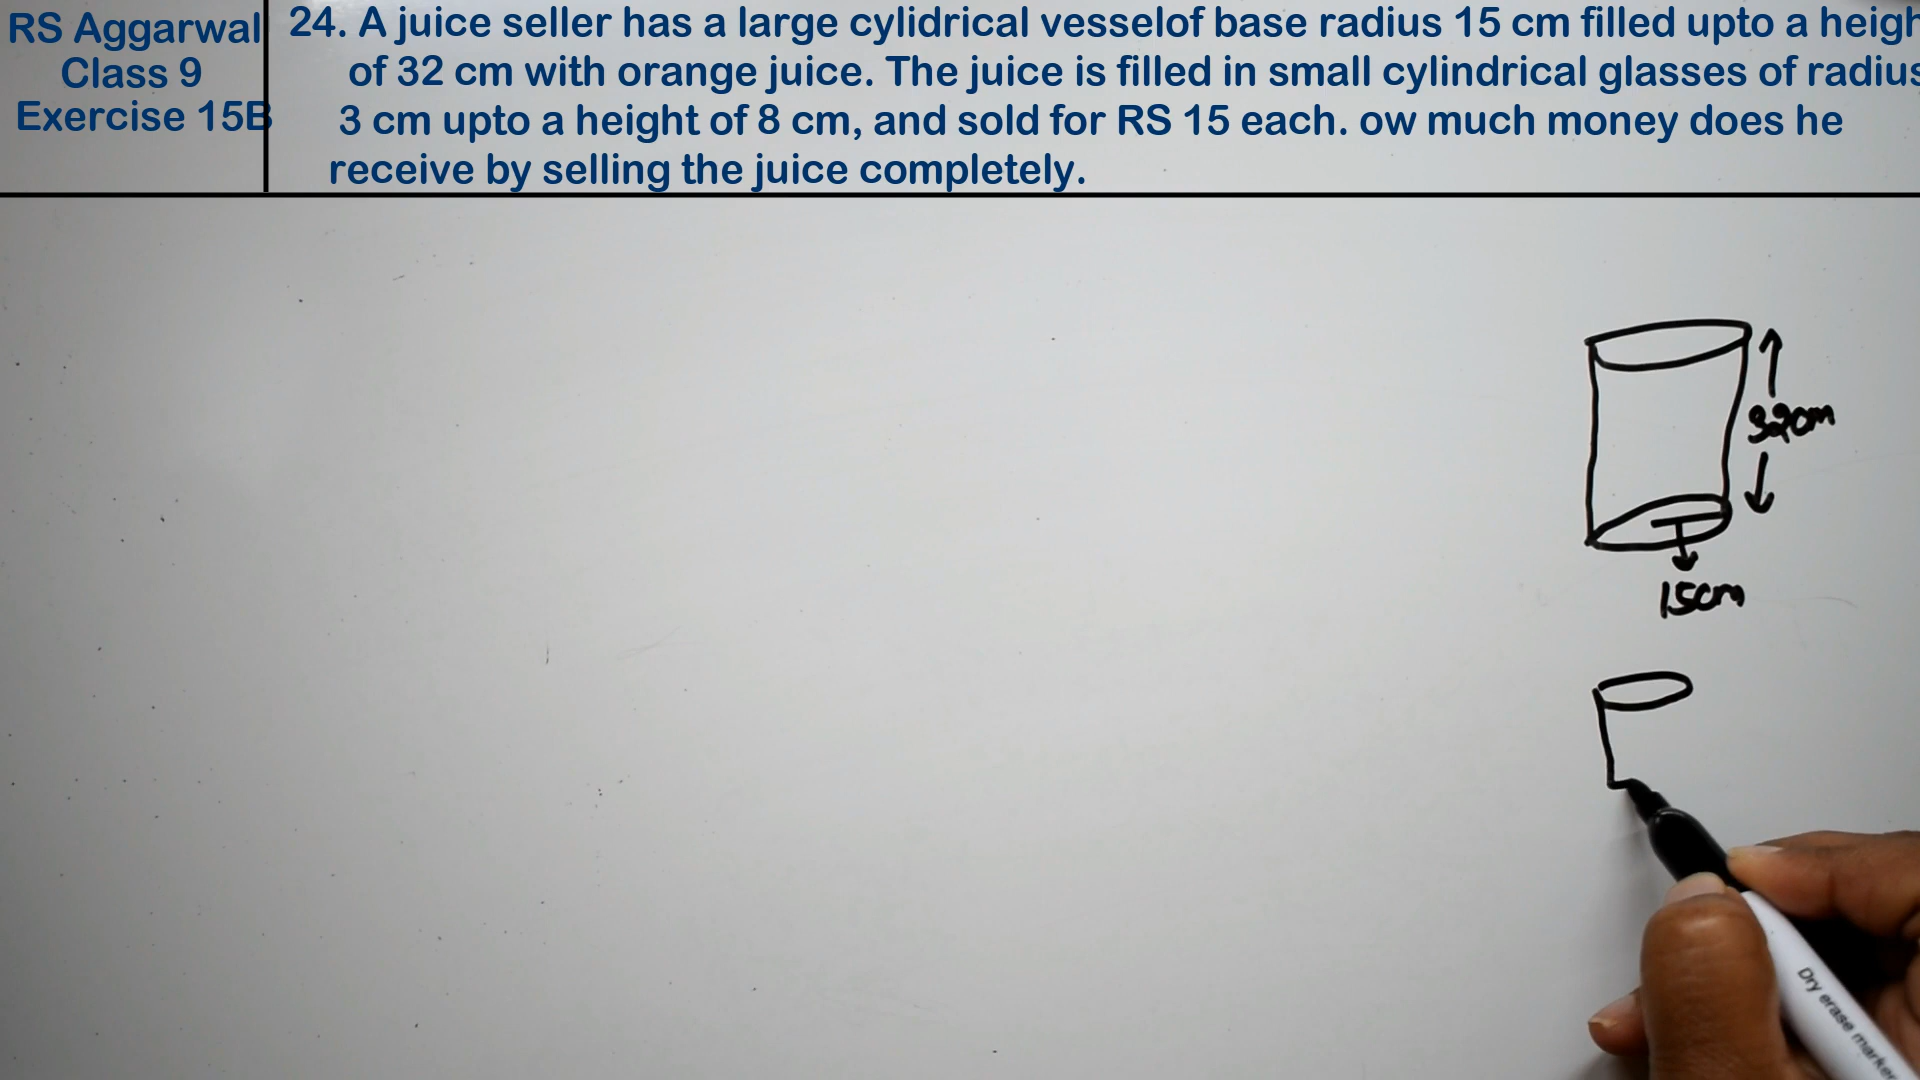 RS Aggarwal
Class 9
Exercise 15B
24. A juice seller has a large cylidrical vesselof base radius 15 cm filled upto a heigh
of 32 cm with orange juice. The juice is filled in small cylindrical glasses of radius
3 cm upto a height of 8 cm, and sold for RS 15 each. ow much money does he
receive by selling the juice completely.
32cm
15cm
Dry erase marker